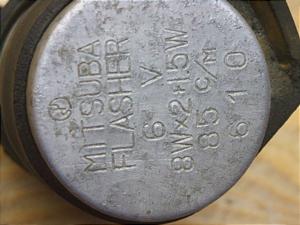 MITSUBA
FLASHER
6 V
8W×2+1.5W
85 c/m
610